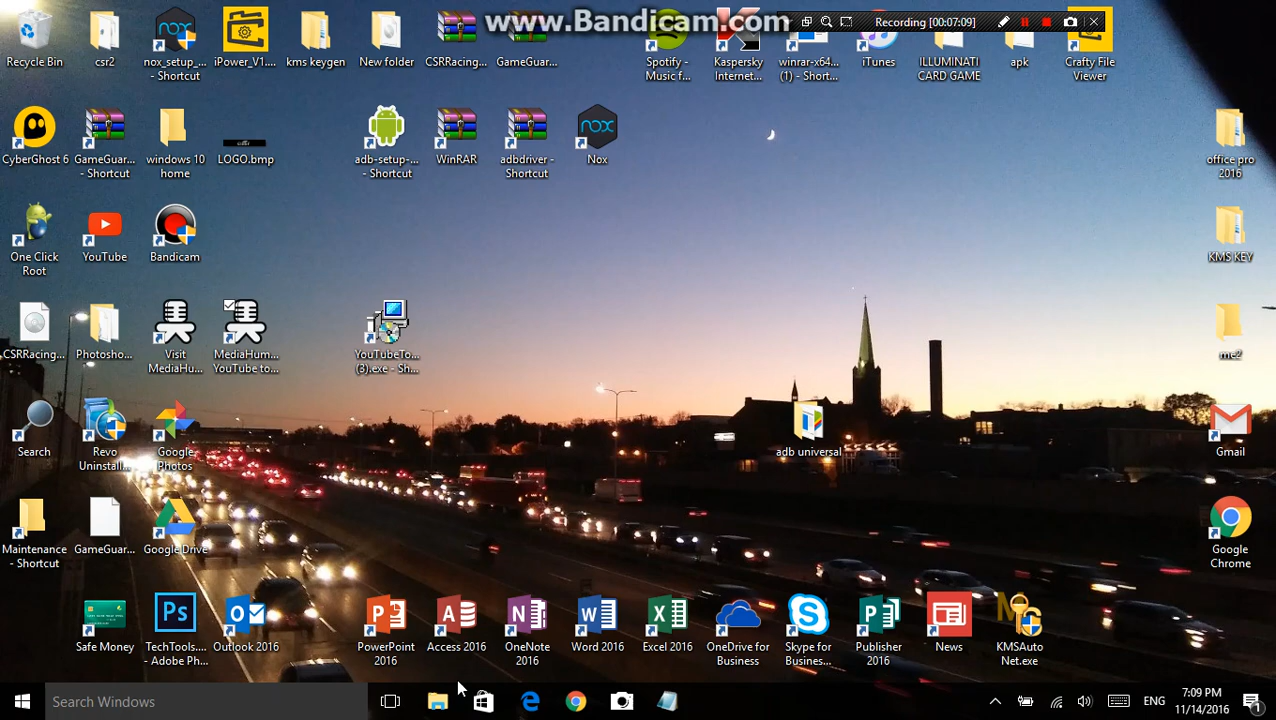 www.Bandicam.com
Recording [00:07:09]
Recycle Bin
csr2
nox_setup_...
- Shortcut
iPower_V1....
kms keygen
New folder
CSRRacing...
GameGuar...
Spotify -
Music f...
Kaspersky
Internet...
winrar-x64...
(1) - Short...
iTunes
ILLUMINATI
CARD GAME
apk
Crafty File
Viewer
CyberGhost 6
GameGuar...
- Shortcut
windows 10
home
LOGO.bmp
adb-setup-...
- Shortcut
WinRAR
adbdriver -
Shortcut
nox
Nox
office pro
2016
One Click
Root
YouTube
Bandicam
KMS KEY
CSRRacing...
Photosho...
Visit
MediaHu...
MediaHum...
YouTube to...
YouTubeTo...
(3).exe - Sh...
me2
Search
Revo
Uninstall...
Google
Photos
adb universal
Gmail
Maintenance
- Shortcut
GameGuar...
Google Drive
Google
Chrome
Safe Money
Ps
TechTools....
- Adobe Ph...
Outlook 2016
PowerPoint
2016
Access 2016
OneNote
2016
Word 2016
Excel 2016
OneDrive for
Business
Skype for
Busines...
Publisher
2016
News
KMSAuto
Net.exe
Search Windows
ENG
7:09 PM
11/14/2016
1